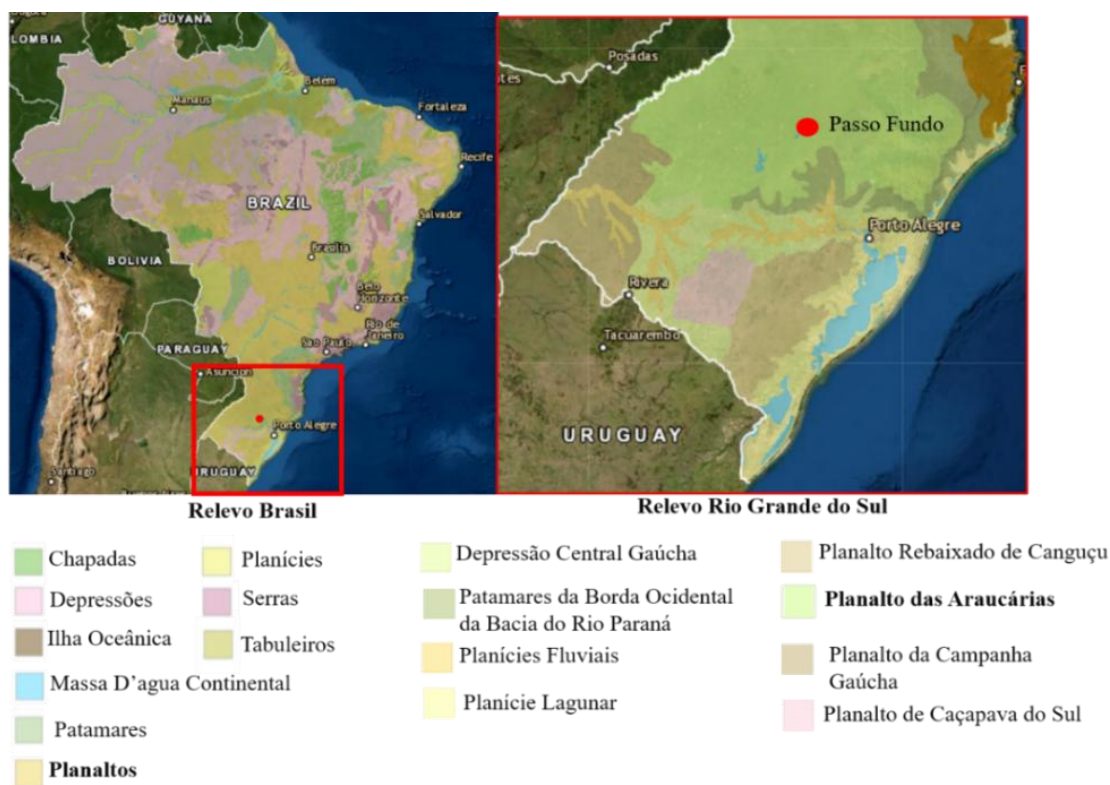 GUYANA
LOMBIA
Belém
Manaus
Fortaleza
Recife
BRAZIL
Salvador
Brasília
BOLIVIA
Belo
Horizonte
Rio de
Janeiro
São Paulo
PARAGUAY
Asuncion
Porto Alegre
URUGUAY
Santiago
Posadas
ntes
Passo Fundo
Porto Alegre
Rivera
Tacuarembo
URUGUAY
Relevo Brasil
Relevo Rio Grande do Sul
Chapadas
Depressões
Ilha Oceânica
Massa D'agua Continental
Patamares
Planaltos
Planícies
Serras
Tabuleiros
Depressão Central Gaúcha
Patamares da Borda Ocidental
da Bacia do Rio Paraná
Planícies Fluviais
Planície Lagunar
Planalto Rebaixado de Canguçu
Planalto das Araucárias
Planalto da Campanha
Gaúcha
Planalto de Caçapava do Sul